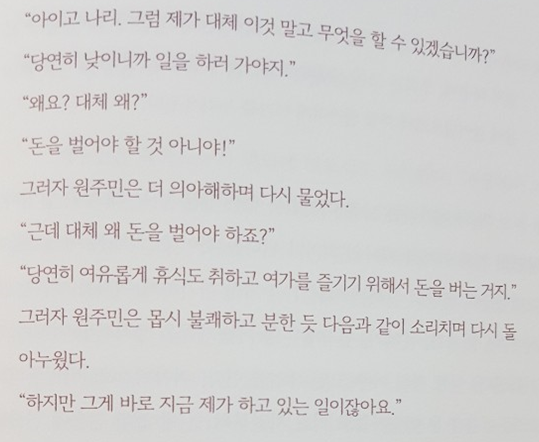 “아이고 나리. 그럼 제가 대체 이것 말고 무엇을 할 수 있겠습니까?”
“당연히 낮이니까 일을 하러 가야지.”
“왜요? 대체 왜?”
“돈을 벌어야 할 것 아니야!”
그러자 원주민은 더 의아해하며 다시 물었다.
“근데 대체 왜 돈을 벌어야 하죠?”
“당연히 여유롭게 휴식도 취하고 여가를 즐기기 위해서 돈을 버는 거지.”
그러자 원주민은 몹시 불쾌하고 분한 듯 다음과 같이 소리치며 다시 돌
아누웠다.
“하지만 그게 바로 지금 제가 하고 있는 일이잖아요.”